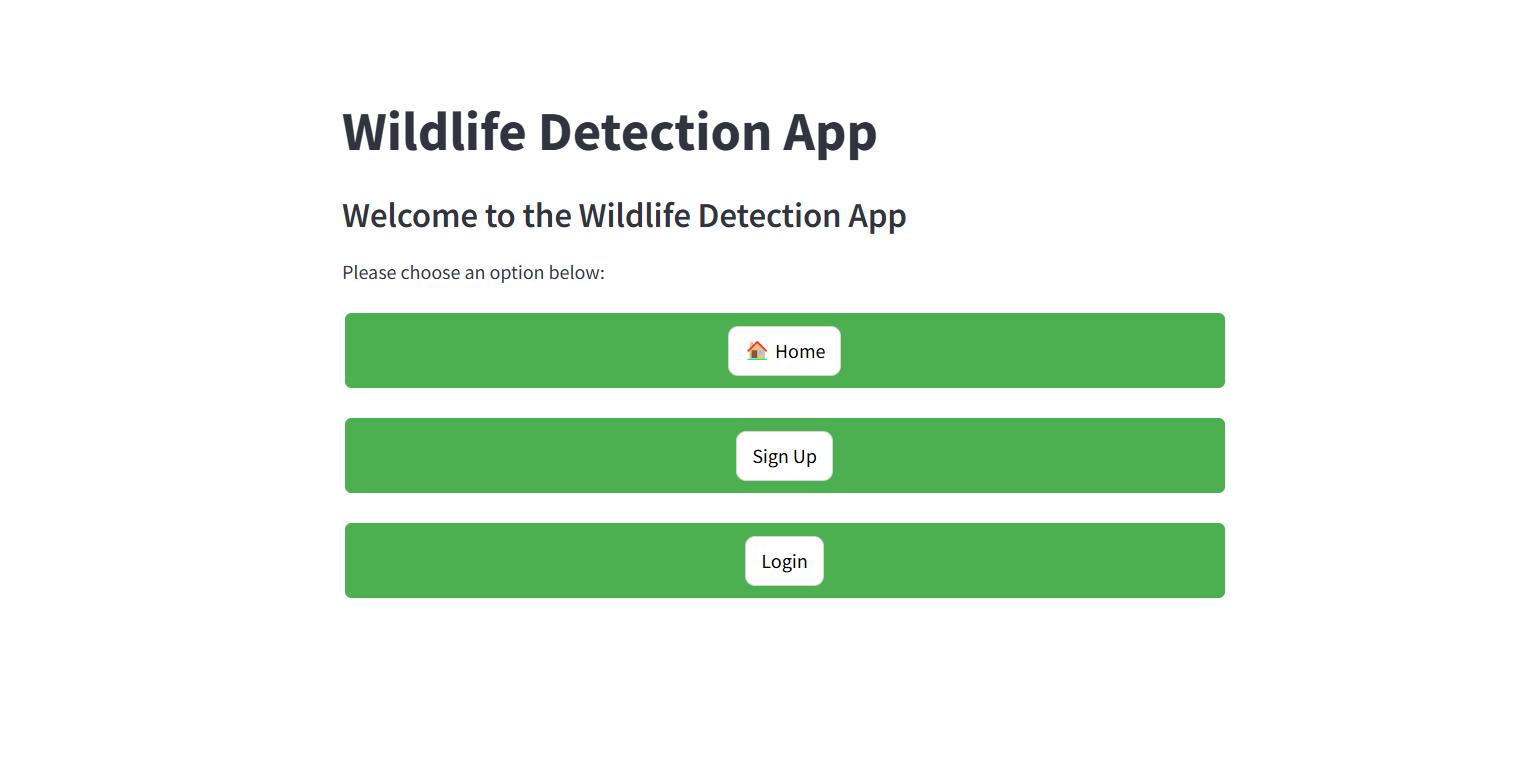 Wildlife Detection App
Welcome to the Wildlife Detection App
Please choose an option below:
🏠 Home
Sign Up
Login